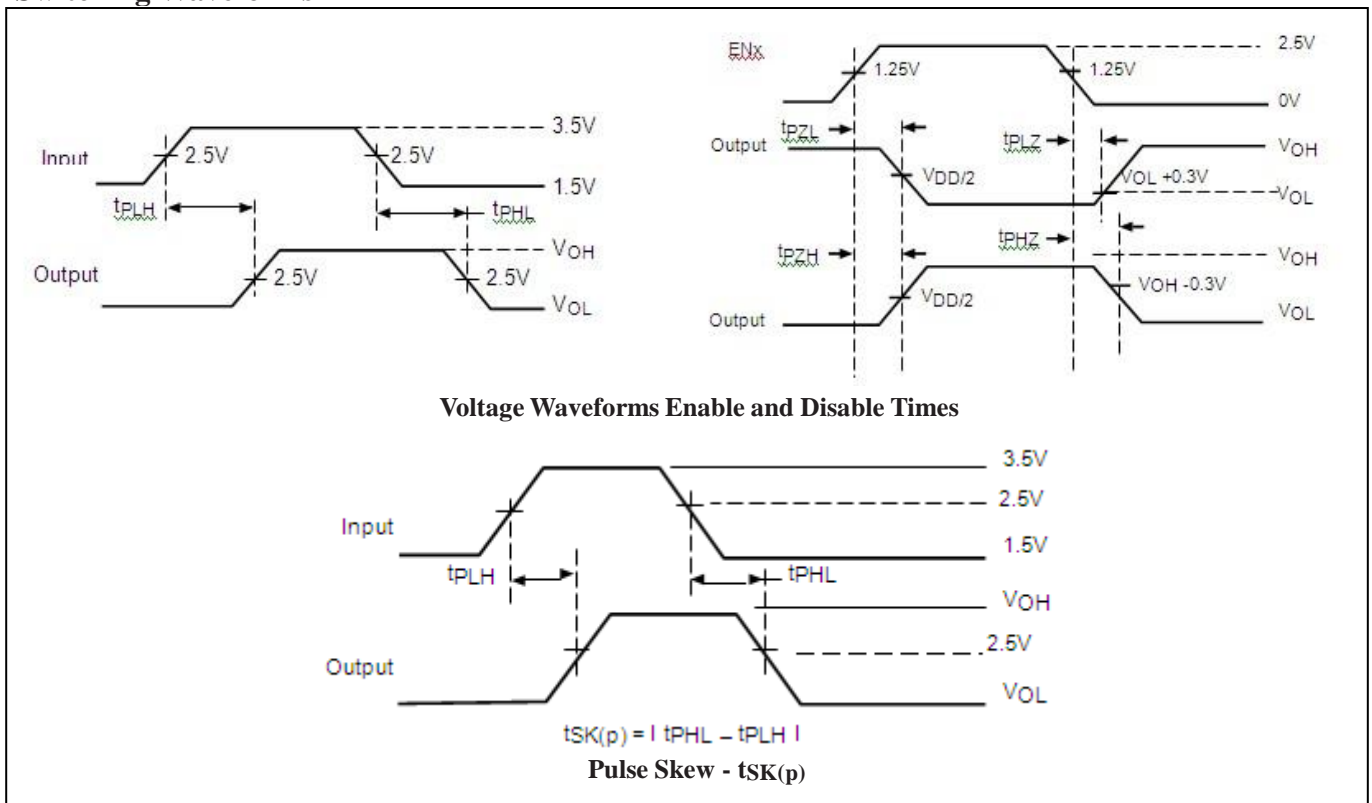 Input
2.5V
2.5V
3.5V
1.5V
tPLH
tPHL
Output
2.5V
2.5V
VOH
VOL
ENx
1.25V
1.25V
2.5V
0V
tPZL
tPLZ
Output
VDD/2
VOL +0.3V
VOH
VOL
tPZH
tPHZ
VOH
Output
VDD/2
VOH -0.3V
VOL
Voltage Waveforms Enable and Disable Times
3.5V
2.5V
Input
1.5V
tPLH
tPHL
VOH
2.5V
Output
VOL
tSK(p) = I tPHL – tPLH I
Pulse Skew - tSK(p)